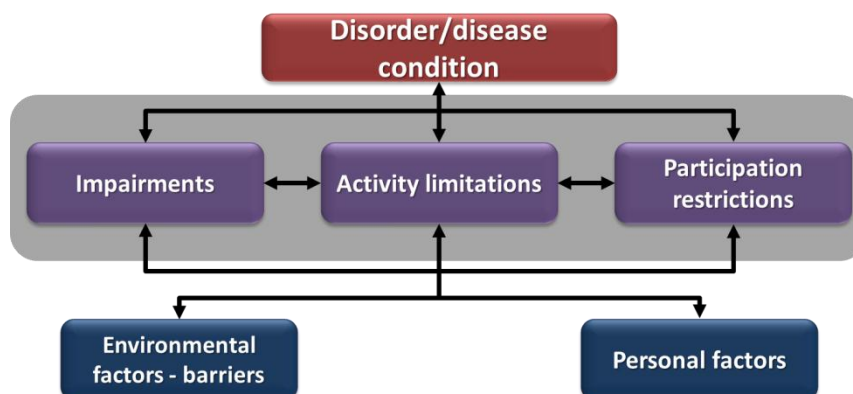 Disorder/disease
condition
Impairments
Activity limitations
Participation
restrictions
Environmental
factors - barriers
Personal factors